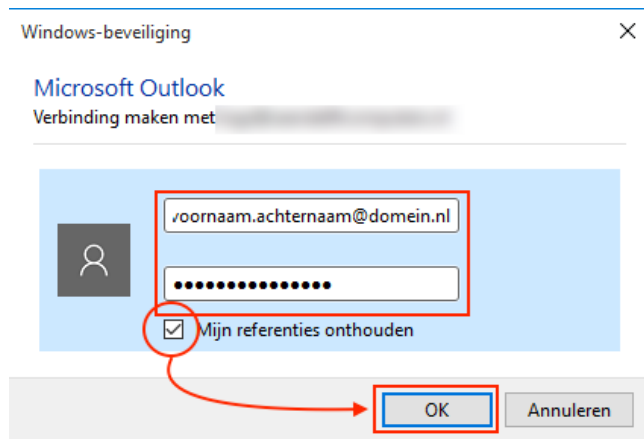 Windows-beveiliging
Microsoft Outlook
Verbinding maken met
voornaam.achternaam@domein.nl
●●●●●●●●●●●●●●●
Mijn referenties onthouden
OK
Annuleren